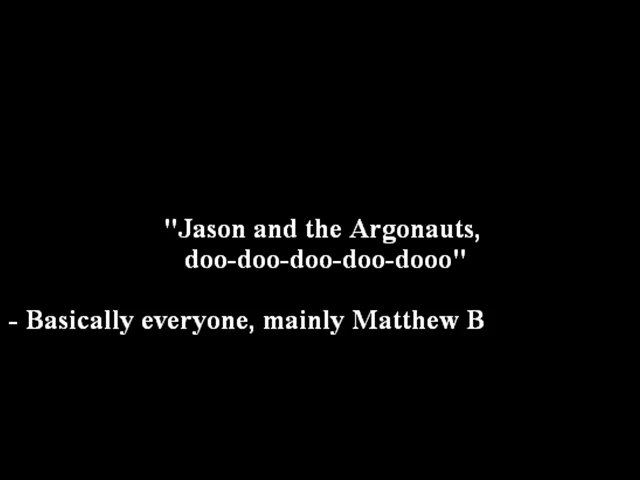 "Jason and the Argonauts,
doo-doo-doo-doo-dooo"
- Basically everyone, mainly Matthew B